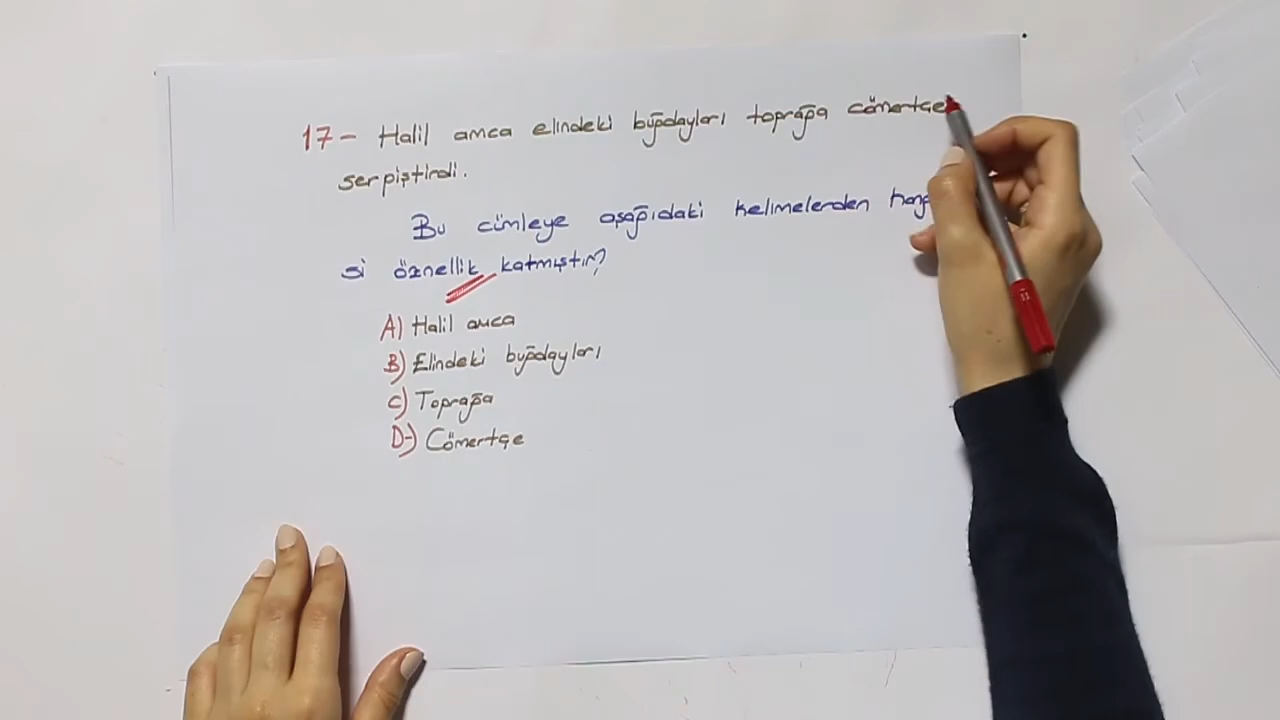 17- Halil amca elindeki buğdayları toprağa cömertçe
serpiştirdi.
Bu cümleye aşağıdaki kelimelerden
si öznellik katmıştır?
A) Halil amca
B) Elindeki buğdayları
C) Toprağa
D-) Cömertçe